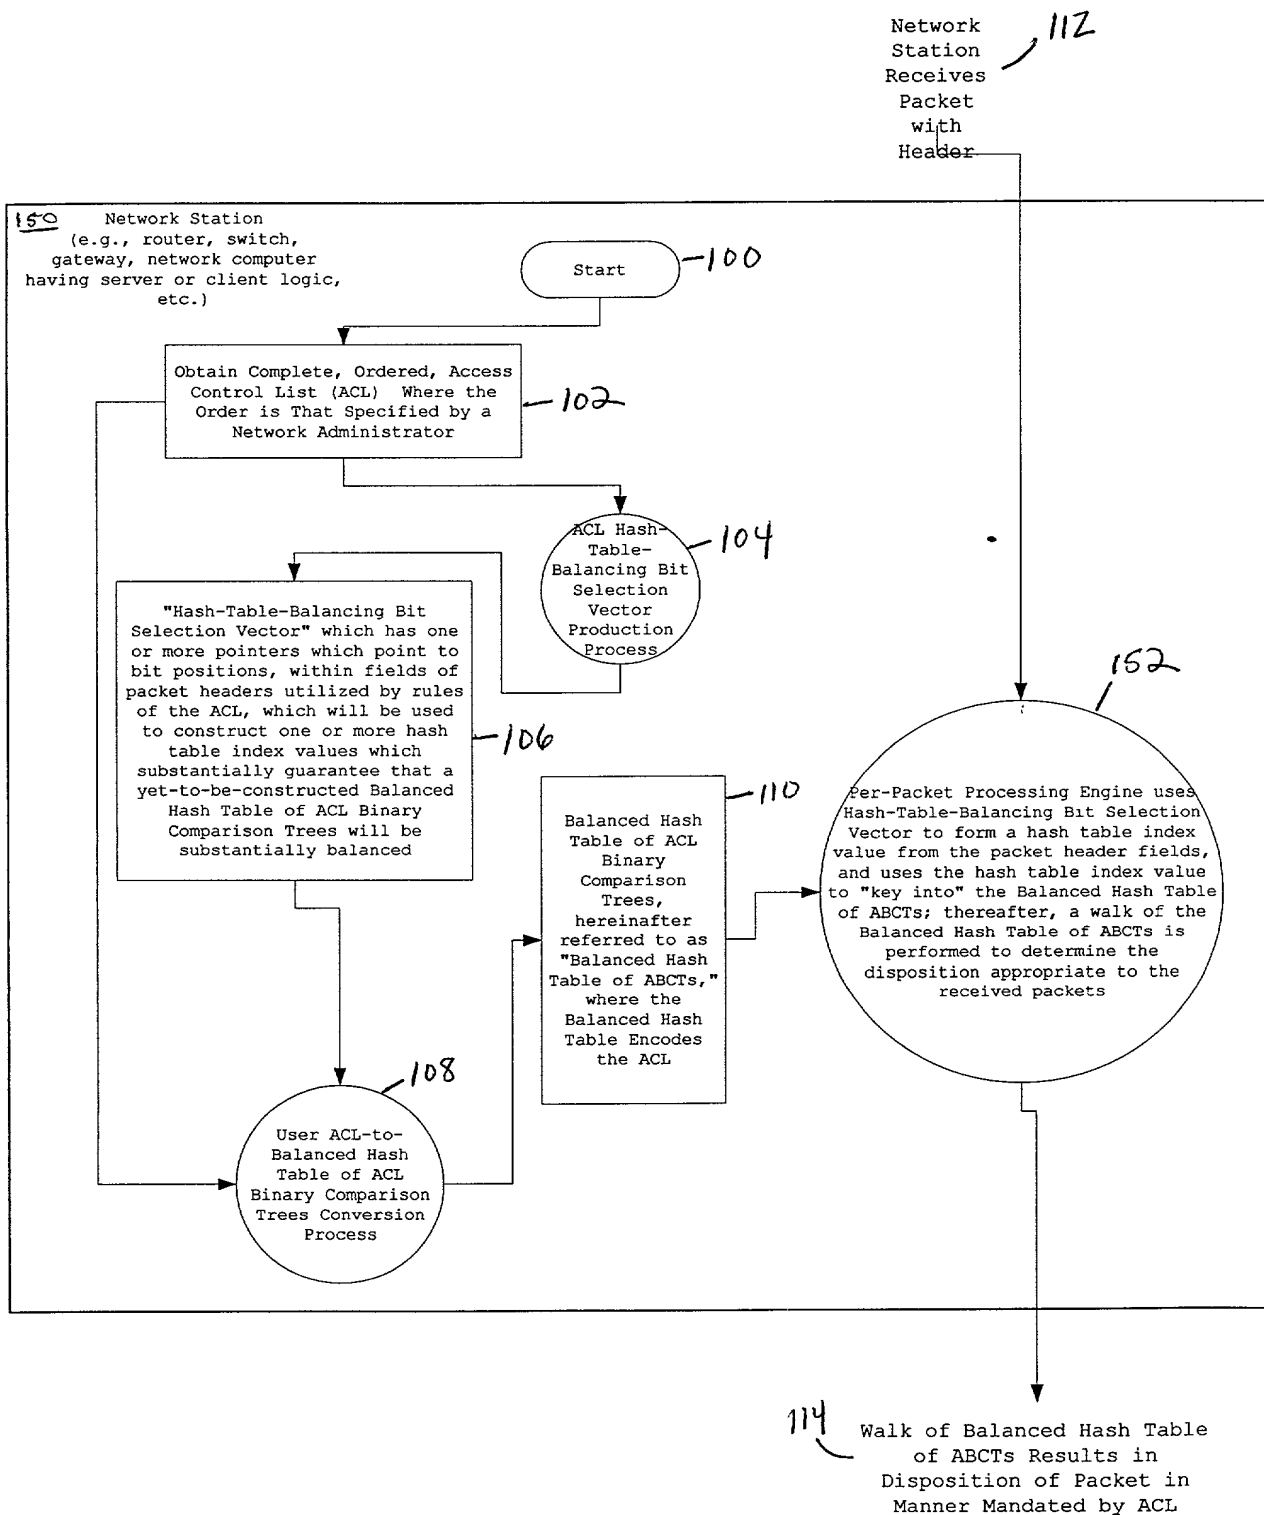 Network
Station
Receives
Packet
with
Header
112
150 Network Station
(e.g., router, switch,
gateway, network computer
having server or client logic,
etc.)
Start
100
Obtain Complete, Ordered, Access
Control List (ACL) Where the
Order is That Specified by a
Network Administrator
102
ACL Hash-
Table-
Balancing Bit
Selection
Vector
Production
Process
104
"Hash-Table-Balancing Bit
Selection Vector" which has one
or more pointers which point to
bit positions, within fields of
packet headers utilized by rules
of the ACL, which will be used
to construct one or more hash
table index values which
substantially guarantee that a
yet-to-be-constructed Balanced
Hash Table of ACL Binary
Comparison Trees will be
substantially balanced
106
Balanced Hash
Table of ACL
Binary
Comparison
Trees,
hereinafter
referred to as
"Balanced Hash
Table of ABCTs,"
where the
Balanced Hash
Table Encodes
the ACL
110
152
Per-Packet Processing Engine uses
Hash-Table-Balancing Bit Selection
Vector to form a hash table index
value from the packet header fields,
and uses the hash table index value
to "key into" the Balanced Hash Table
of ABCTs; thereafter, a walk of the
Balanced Hash Table of ABCTs is
performed to determine the
disposition appropriate to the
received packets
108
User ACL-to-
Balanced Hash
Table of ACL
Binary Comparison
Trees Conversion
Process
114
Walk of Balanced Hash Table
of ABCTs Results in
Disposition of Packet in
Manner Mandated by ACL